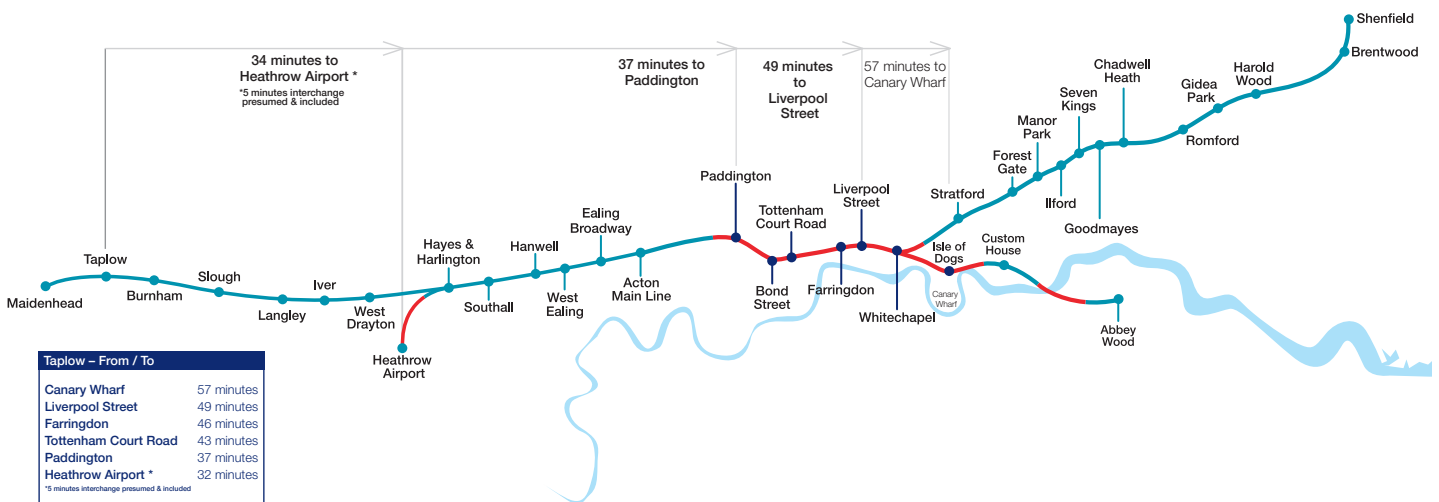 Shenfield
Brentwood
34 minutes to
Heathrow Airport *
*5 minutes interchange
presumed & included
37 minutes to
Paddington
49 minutes
to
Liverpool
Street
57 minutes to
Canary Wharf
Chadwell
Heath
Harold
Wood
Gidea
Park
Seven
Kings
Manor
Park
Romford
Forest
Gate
Ilford
Goodmayes
Paddington
Liverpool
Street
Stratford
Tottenham
Court Road
Ealing
Broadway
Hayes &
Harlington
Hanwell
Isle of
Dogs
Custom
House
Taplow
Slough
Iver
Maidenhead
Burnham
Langley
West
Drayton
Southall
West
Ealing
Acton
Main Line
Bond
Street
Farringdon
Whitechapel
Canary
Wharf
Abbey
Wood
Heathrow
Airport
Taplow – From / To
Canary Wharf 57 minutes
Liverpool Street 49 minutes
Farringdon 46 minutes
Tottenham Court Road 43 minutes
Paddington 37 minutes
Heathrow Airport * 32 minutes
*5 minutes interchange presumed & included